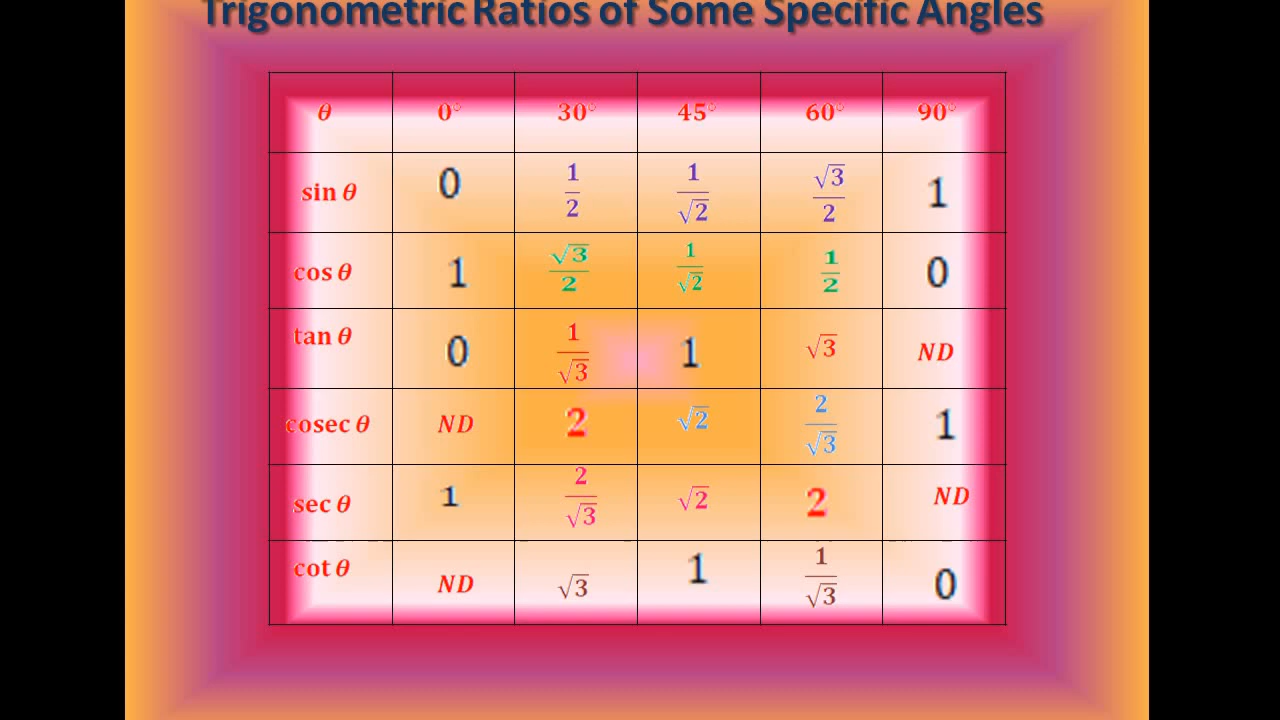 Trigonometric Ratios of Some Specific Angles
θ 0° 30° 45° 60° 90°
sin θ 0 1/2 1/√2 √3/2 1
cos θ 1 √3/2 1/√2 1/2 0
tan θ 0 1/√3 1 √3 ND
cosec θ ND 2 √2 2/√3 1
sec θ 1 2/√3 √2 2 ND
cot θ ND √3 1 1/√3 0